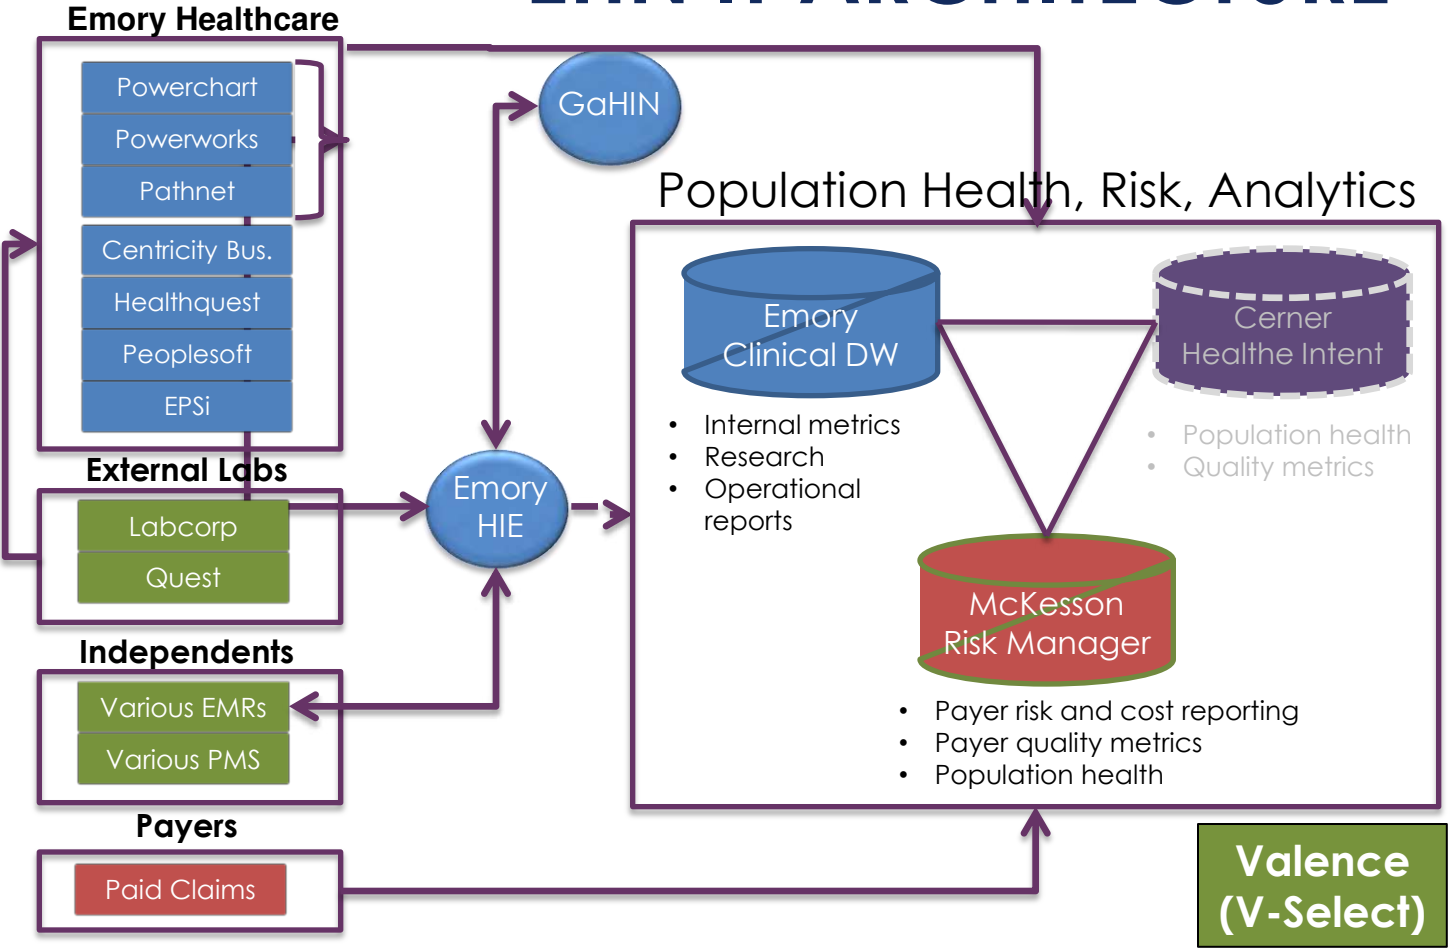 Emory Healthcare
Powerchart
Powerworks
Pathnet
Centricity Bus.
Healthquest
Peoplesoft
EPSi
External Labs
Labcorp
Quest
Independents
Various EMRs
Various PMS
Payers
Paid Claims
GaHIN
Emory
HIE
Population Health, Risk, Analytics
Emory
Clinical DW
• Internal metrics
• Research
• Operational
reports
Cerner
Healthe Intent
• Population health
• Quality metrics
McKesson
Risk Manager
• Payer risk and cost reporting
• Payer quality metrics
• Population health
Valence
(V-Select)